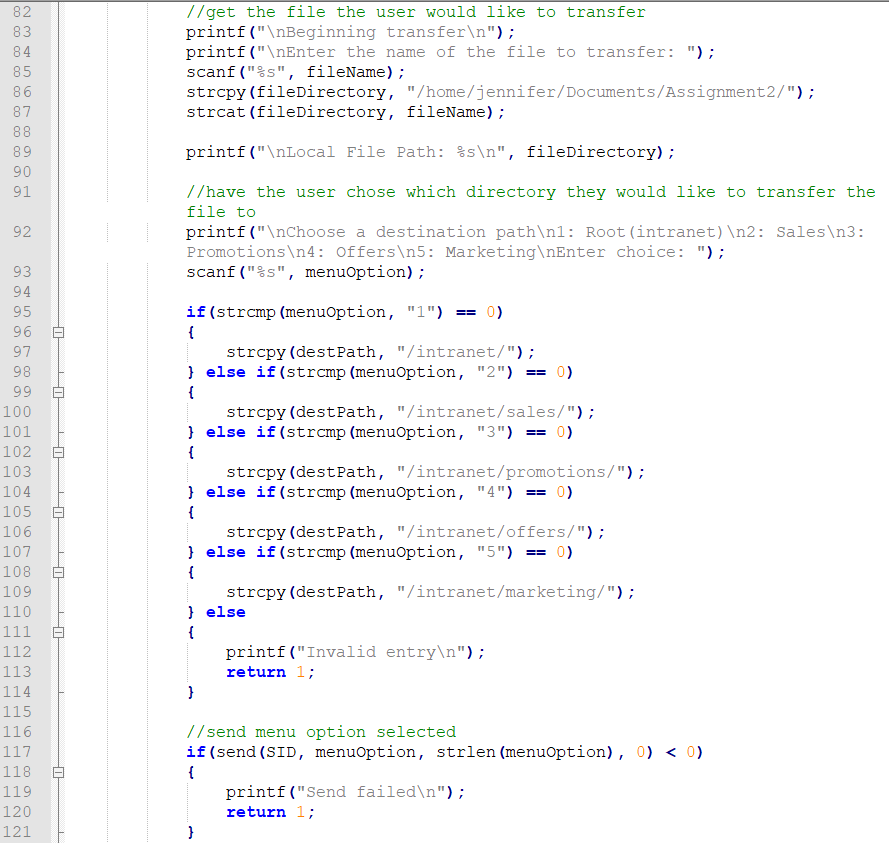 82 //get the file the user would like to transfer
83 printf("\nBeginning transfer\n");
84 printf("\nEnter the name of the file to transfer: ");
85 scanf("%s", fileName);
86 strcpy(fileDirectory, "/home/jennifer/Documents/Assignment2/");
87 strcat(fileDirectory, fileName);
88
89 printf("\nLocal File Path: %s\n", fileDirectory);
90
91 //have the user chose which directory they would like to transfer the
file to
92 printf("\nChoose a destination path\n1: Root(intranet)\n2: Sales\n3:
Promotions\n4: Offers\n5: Marketing\nEnter choice: ");
93 scanf("%s", menuOption);
94
95 if(strcmp(menuOption, "1") == 0)
96 {
97 strcpy(destPath, "/intranet/");
98 } else if(strcmp(menuOption, "2") == 0)
99 {
100 strcpy(destPath, "/intranet/sales/");
101 } else if(strcmp(menuOption, "3") == 0)
102 {
103 strcpy(destPath, "/intranet/promotions/");
104 } else if(strcmp(menuOption, "4") == 0)
105 {
106 strcpy(destPath, "/intranet/offers/");
107 } else if(strcmp(menuOption, "5") == 0)
108 {
109 strcpy(destPath, "/intranet/marketing/");
110 } else
111 {
112 printf("Invalid entry\n");
113 return 1;
114 }
115
116 //send menu option selected
117 if(send(SID, menuOption, strlen(menuOption), 0) < 0)
118 {
119 printf("Send failed\n");
120 return 1;
121 }